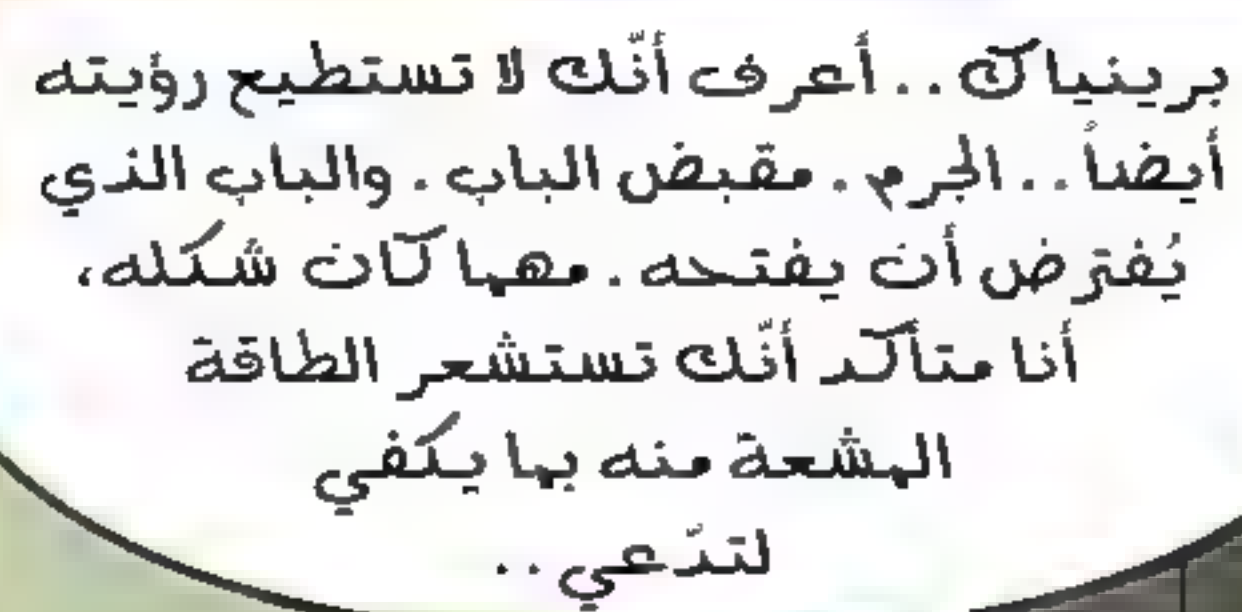 برينياك.. أعرف أنّك لا تستطيع رؤيته
أيضاً.. الجرم. مقبض الباب. والباب الذي
يُفترض أن يفتحه. مهما كان شكله،
أنا متأكد أنّك تستشعر الطاقة
المشعة منه بما يكفي
لتدّعي..